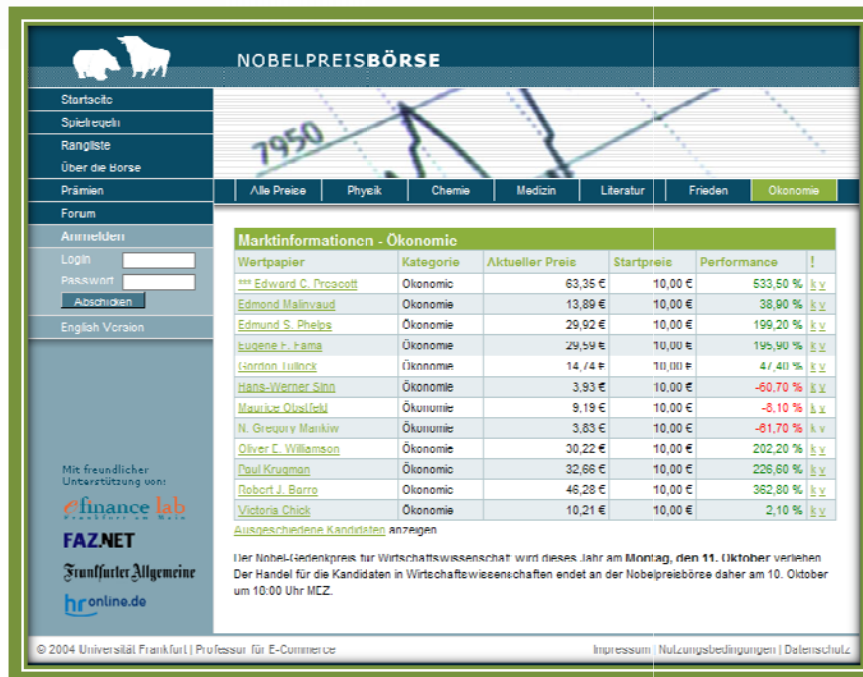 NOBELPREISBÖRSE
Startseite
Spielregeln
Rangliste
Über die Börse
Prämien
Forum
Anmelden
Login
Passwort
Abschicken
English Version
Mit freundlicher
Unterstützung von:
efinance lab
Frankfurt am Main
FAZ.NET
Frankfurter Allgemeine
hr online.de
7950
Alle Preise Physik Chemie Medizin Literatur Frieden Ökonomie
Marktinformationen - Ökonomie
Wertpapier Kategorie Aktueller Preis Startpreis Performance !
*** Edward C. Prescott Ökonomie 63,35 € 10,00 € 533,50 % k v
Edmond Malinvaud Ökonomie 13,89 € 10,00 € 38,90 % k v
Edmund S. Phelps Ökonomie 29,92 € 10,00 € 199,20 % k v
Eugene F. Fama Ökonomie 29,59 € 10,00 € 195,90 % k v
Gordon Tullock Ökonomie 14,74 € 10,00 € 47,40 % k v
Hans-Werner Sinn Ökonomie 3,93 € 10,00 € -60,70 % k v
Maurice Obstfeld Ökonomie 9,19 € 10,00 € -8,10 % k v
N. Gregory Mankiw Ökonomie 3,83 € 10,00 € -61,70 % k v
Oliver E. Williamson Ökonomie 30,22 € 10,00 € 202,20 % k v
Paul Krugman Ökonomie 32,66 € 10,00 € 226,60 % k v
Robert J. Barro Ökonomie 46,28 € 10,00 € 362,80 % k v
Victoria Chick Ökonomie 10,21 € 10,00 € 2,10 % k v
Ausgeschiedene Kandidaten anzeigen
Der Nobel-Gedenkpreis für Wirtschaftswissenschaft wird dieses Jahr am Montag, den 11. Oktober verliehen
Der Handel für die Kandidaten in Wirtschaftswissenschaften endet an der Nobelpreisbörse daher am 10. Oktober
um 18:00 Uhr MEZ.
© 2004 Universität Frankfurt | Professur für E-Commerce
Impressum | Nutzungsbedingungen | Datenschutz